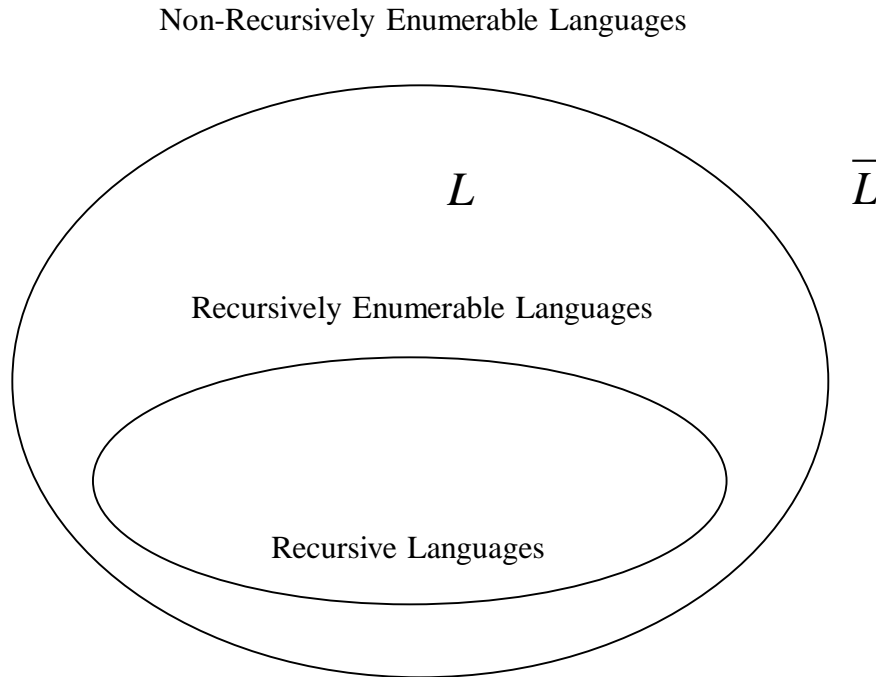 Non-Recursively Enumerable Languages
L
L̅
Recursively Enumerable Languages
Recursive Languages